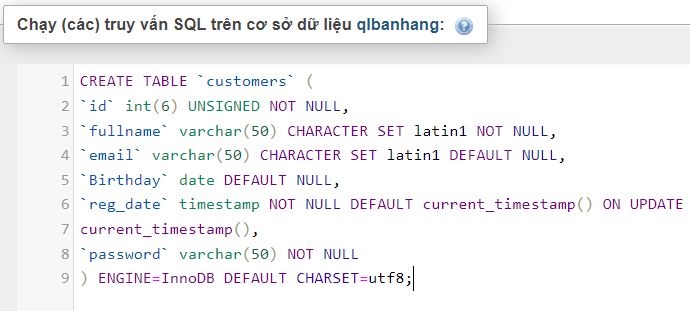 Chạy (các) truy vấn SQL trên cơ sở dữ liệu qlbanhang:
1 CREATE TABLE `customers` (
2 `id` int(6) UNSIGNED NOT NULL,
3 `fullname` varchar(50) CHARACTER SET latin1 NOT NULL,
4 `email` varchar(50) CHARACTER SET latin1 DEFAULT NULL,
5 `Birthday` date DEFAULT NULL,
6 `reg_date` timestamp NOT NULL DEFAULT current_timestamp() ON UPDATE
7 current_timestamp(),
8 `password` varchar(50) NOT NULL
9 ) ENGINE=InnoDB DEFAULT CHARSET=utf8;